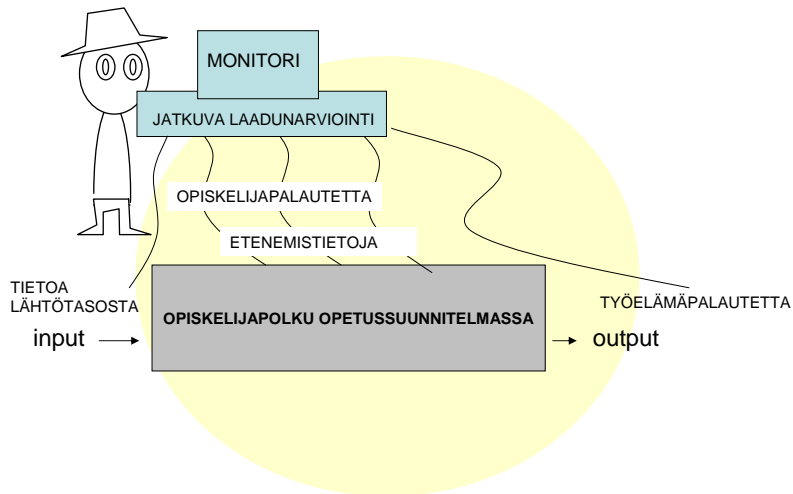 MONITORI
JATKUVA LAADUNARVIOINTI
OPISKELIJAPALAUTETTA
ETENEMISTIETOJA
TIETOA
LÄHTÖTASOSTA
OPISKELIJAPOLKU OPETUSSUUNNITELMASSA
TYÖELÄMÄPALAUTETTA
input
output